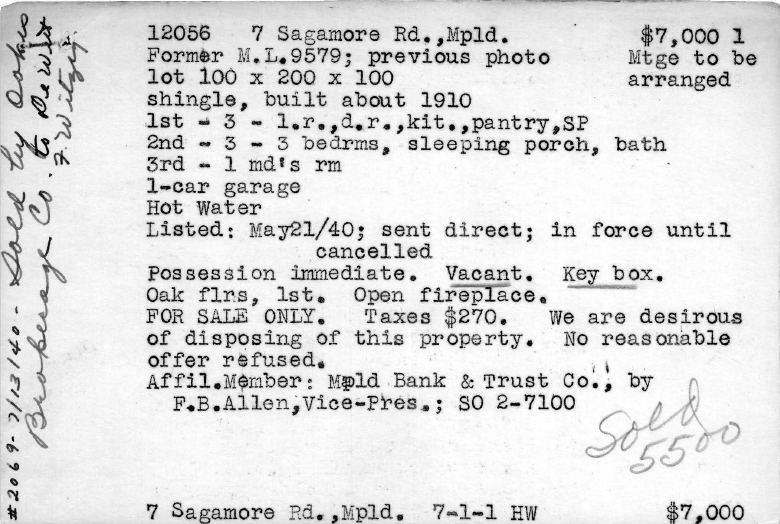 12056   7 Sagamore Rd.,Mpld.   $7,000 1
Former M.L.9579; previous photo   Mtge to be
lot 100 x 200 x 100   arranged
shingle, built about 1910
1st - 3 - l.r.,d.r.,kit.,pantry,SP
2nd - 3 - 3 bedrms, sleeping porch, bath
3rd - 1 md's rm
1-car garage
Hot Water
Listed: May21/40; sent direct; in force until
cancelled
Possession immediate.  Vacant.  Key box.
Oak flrs, 1st.  Open fireplace.
FOR SALE ONLY.  Taxes $270.  We are desirous
of disposing of this property.  No reasonable
offer refused.
Affil.Member: Mpld Bank & Trust Co., by
F.B.Allen,Vice-Pres.; SO 2-7100
Sold
5500
7 Sagamore Rd.,Mpld.  7-1-1 HW   $7,000
#2069-7/13/40- Sold by Oakes
Brokerage Co. to DeWitt
F. Witzig.